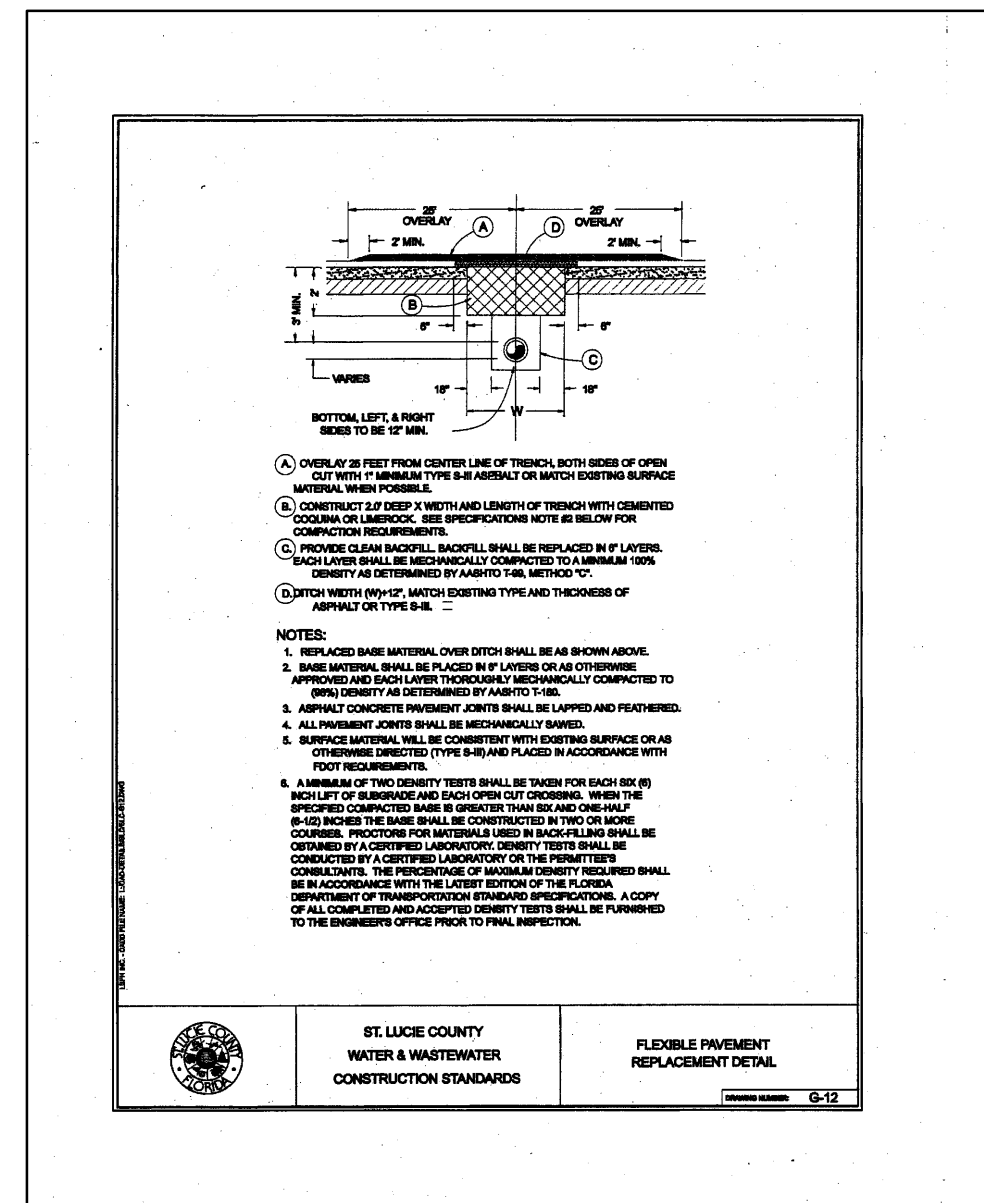 25'
OVERLAY
25'
OVERLAY
A
D
2' MIN.
2' MIN.
3' MIN.
2'
B
6"
6"
C
VARIES
18"
18"
W
BOTTOM, LEFT, & RIGHT
SIDES TO BE 12" MIN.
A. OVERLAY 25 FEET FROM CENTER LINE OF TRENCH, BOTH SIDES OF OPEN
CUT WITH 1" MINIMUM TYPE S-III ASPBALT OR MATCH EXISTING SURFACE
MATERIAL WHEN POSSIBLE.
B. CONSTRUCT 2.0' DEEP X WIDTH AND LENGTH OF TRENCH WITH CEMENTED
COQUINA OR LIMEROCK. SEE SPECIFICATIONS NOTE #2 BELOW FOR
COMPACTION REQUIREMENTS.
C. PROVIDE CLEAN BACKFILL. BACKFILL SHALL BE REPLACED IN 6" LAYERS.
EACH LAYER SHALL BE MECHANICALLY COMPACTED TO A MINIMUM 100%
DENSITY AS DETERMINED BY AASHTO T-99, METHOD "C".
D. DITCH WIDTH (W)+12", MATCH EXISTING TYPE AND THICKNESS OF
ASPHALT OR TYPE S-III.
NOTES:
1. REPLACED BASE MATERIAL OVER DITCH SHALL BE AS SHOWN ABOVE.
2. BASE MATERIAL SHALL BE PLACED IN 6" LAYERS OR AS OTHERWISE
APPROVED AND EACH LAYER THOROUGHLY MECHANICALLY COMPACTED TO
(98%) DENSITY AS DETERMINED BY AASHTO T-180.
3. ASPHALT CONCRETE PAVEMENT JOINTS SHALL BE LAPPED AND FEATHERED.
4. ALL PAVEMENT JOINTS SHALL BE MECHANICALLY SAWED.
5. SURFACE MATERIAL WILL BE CONSISTENT WITH EXISTING SURFACE OR AS
OTHERWISE DIRECTED (TYPE S-III) AND PLACED IN ACCORDANCE WITH
FDOT REQUIREMENTS.
6. A MINIMUM OF TWO DENSITY TESTS SHALL BE TAKEN FOR EACH SIX (6)
INCH LIFT OF SUBGRADE AND EACH OPEN CUT CROSSING. WHEN THE
SPECIFIED COMPACTED BASE IS GREATER THAN SIX AND ONE-HALF
(6-1/2) INCHES THE BASE SHALL BE CONSTRUCTED IN TWO OR MORE
COURSES. PROCTORS FOR MATERIALS USED IN BACK-FILLING SHALL BE
OBTAINED BY A CERTIFIED LABORATORY. DENSITY TESTS SHALL BE
CONDUCTED BY A CERTIFIED LABORATORY OR THE PERMITTEE'S
CONSULTANTS. THE PERCENTAGE OF MAXIMUM DENSITY REQUIRED SHALL
BE IN ACCORDANCE WITH THE LATEST EDITION OF THE FLORIDA
DEPARTMENT OF TRANSPORTATION STANDARD SPECIFICATIONS. A COPY
OF ALL COMPLETED AND ACCEPTED DENSITY TESTS SHALL BE FURNISHED
TO THE ENGINEER'S OFFICE PRIOR TO FINAL INSPECTION.
INC. - CADD FILE NAME:
ST. LUCIE COUNTY
FLORIDA
ST. LUCIE COUNTY
WATER & WASTEWATER
CONSTRUCTION STANDARDS
FLEXIBLE PAVEMENT
REPLACEMENT DETAIL
DRAWING NUMBER: G-12